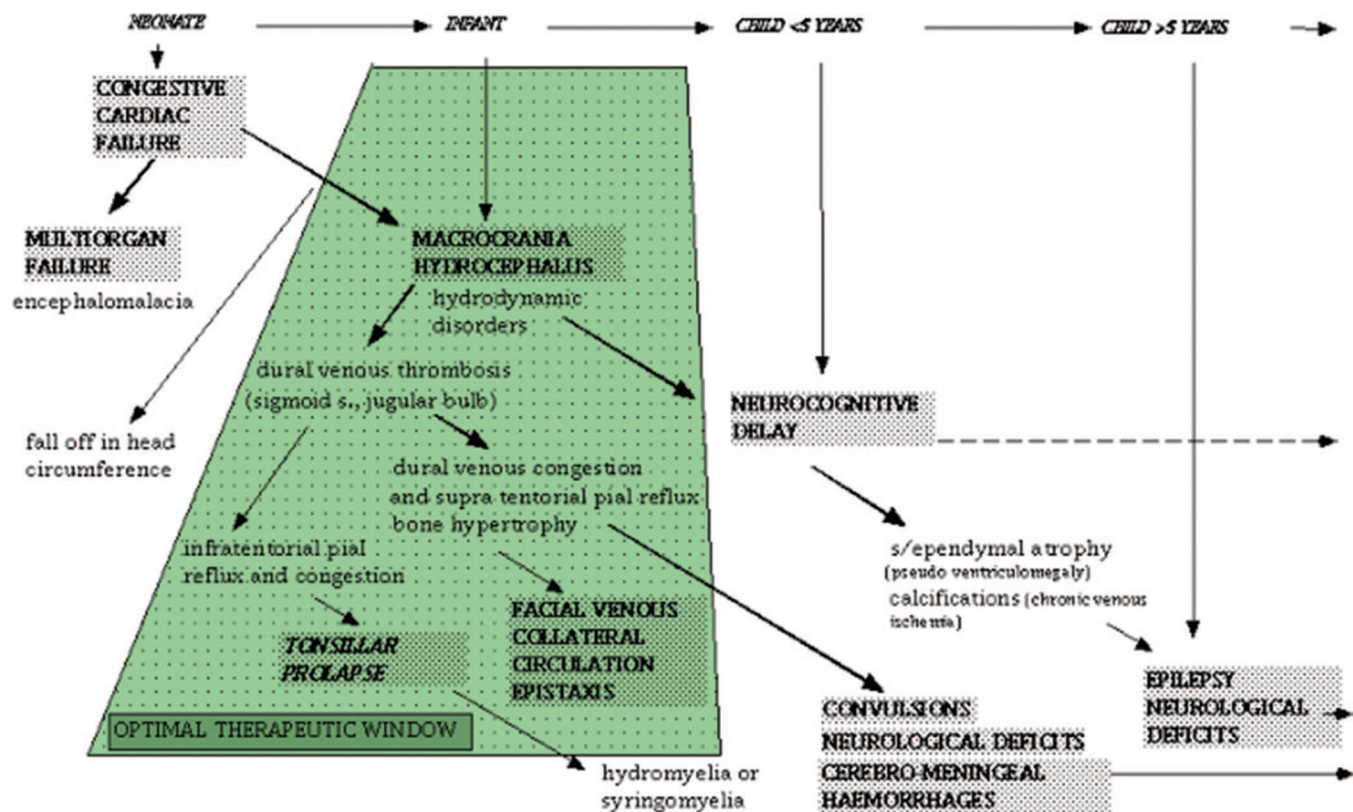 NEONATE
INFANT
CHILD <5 YEARS
CHILD >5 YEARS
CONGESTIVE
CARDIAC
FAILURE
MULTIORGAN
FAILURE
encephalomalacia
fall off in head
circumference
MACROCRANIA
HYDROCEPHALUS
hydrodynamic
disorders
dural venous thrombosis
(sigmoid s., jugular bulb)
dural venous congestion
and supra tentorial pial reflux
bone hypertrophy
infratentorial pial
reflux and congestion
TONSILLAR
PROLAPSE
FACIAL VENOUS
COLLATERAL
CIRCULATION
EPISTAXIS
OPTIMAL THERAPEUTIC WINDOW
hydromyelia or
syringomyelia
NEUROCOGNITIVE
DELAY
s/ependymal atrophy
(pseudo ventriculomegaly)
calcifications (chronic venous
ischemia)
CONVULSIONS
NEUROLOGICAL DEFICITS
CEREBRO MENINGEAL
HAEMORRHAGES
EPILEPSY
NEUROLOGICAL
DEFICITS